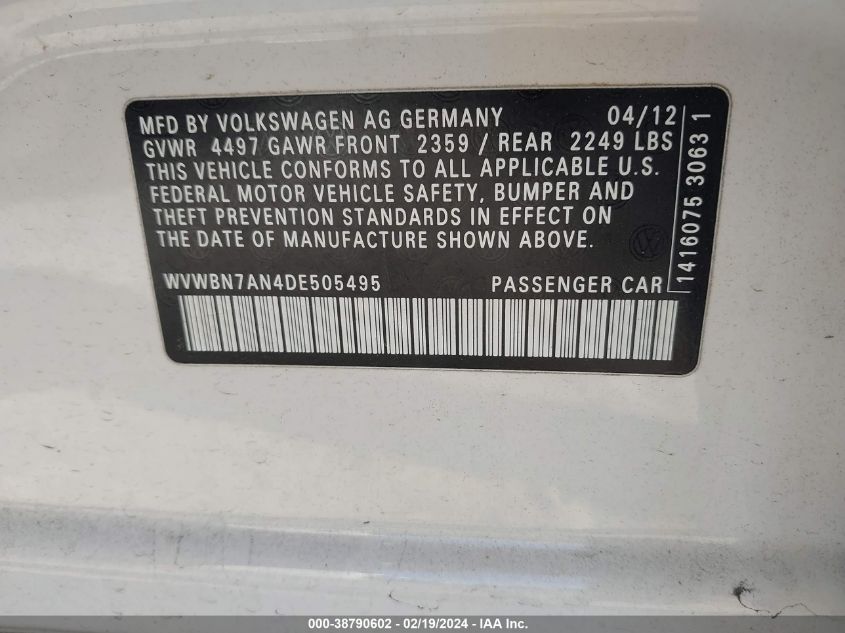 MFD BY VOLKSWAGEN AG GERMANY 04/12
GVWR 4497 GAWR FRONT 2359 / REAR 2249 LBS
THIS VEHICLE CONFORMS TO ALL APPLICABLE U.S.
FEDERAL MOTOR VEHICLE SAFETY, BUMPER AND
THEFT PREVENTION STANDARDS IN EFFECT ON
THE DATE OF MANUFACTURE SHOWN ABOVE.
WVWBN7AN4DE505495 PASSENGER CAR
1416075 3063 1
000-38790602 - 02/19/2024 - IAA Inc.